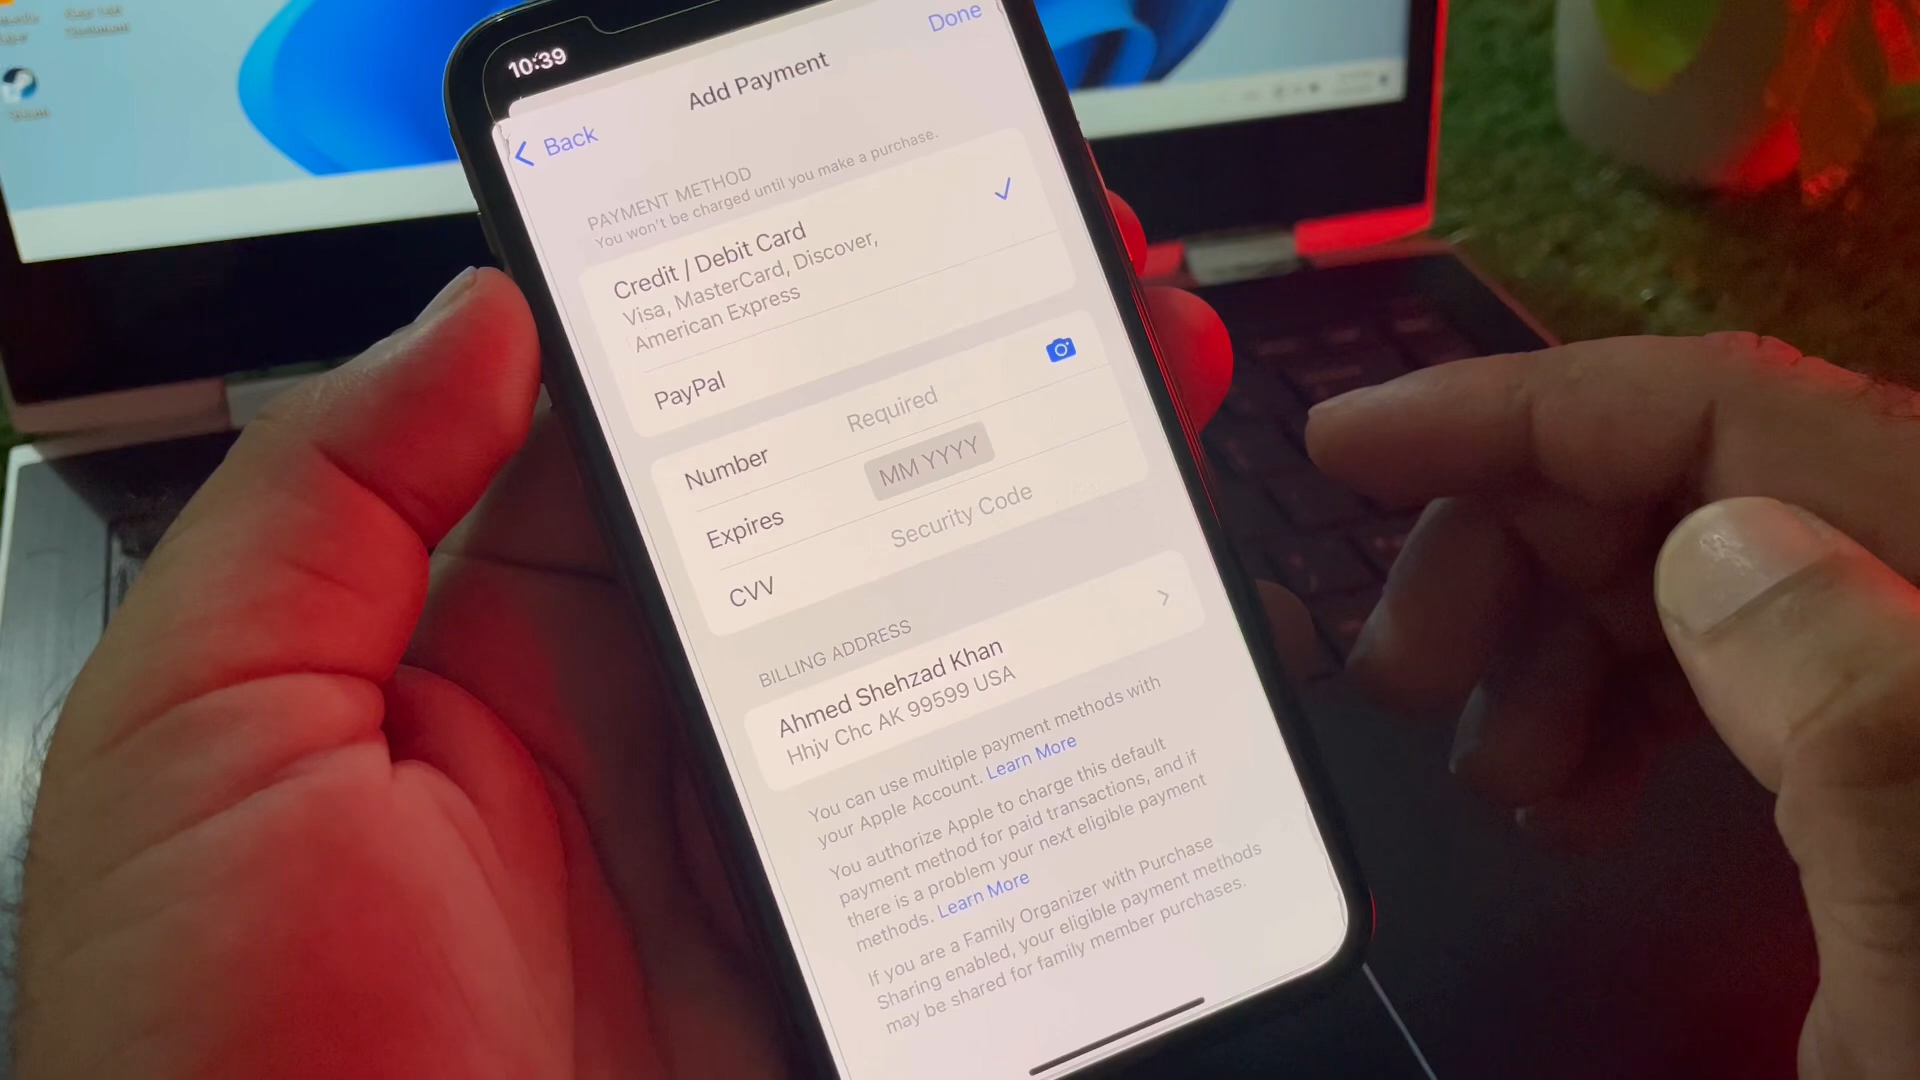 10:39
Done
Add Payment
Back
PAYMENT METHOD
You won't be charged until you make a purchase.
Credit / Debit Card
Visa, MasterCard, Discover,
American Express
PayPal
Number Required
Expires MM YYYY
CVV Security Code
BILLING ADDRESS
Ahmed Shehzad Khan
Hhjv Chc AK 99599 USA
You can use multiple payment methods with
your Apple Account. Learn More
You authorize Apple to charge this default
payment method for paid transactions, and if
there is a problem your next eligible payment
methods. Learn More
If you are a Family Organizer with Purchase
Sharing enabled, your eligible payment methods
may be shared for family member purchases.
Steam